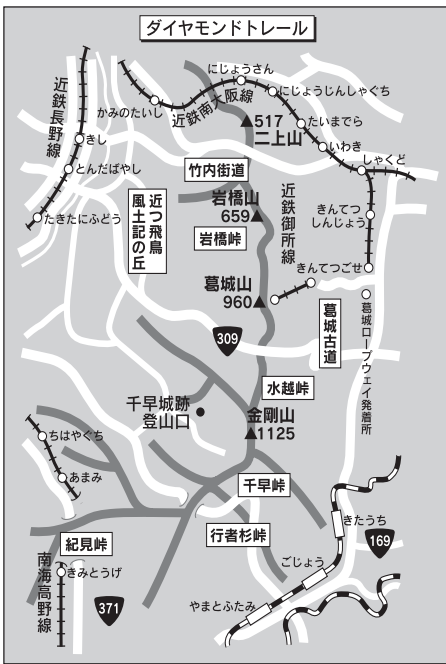 ダイヤモンドトレール
にじょうさん
にじょうじんしゃぐち
かみのたいし
近鉄南大阪線
近鉄長野線
きし
▲517
二上山
たいまでら
いわき
しゃくど
とんだばやし
竹内街道
近つ飛鳥
風土記の丘
岩橋山
659▲
近鉄御所線
きんてつ
しんじょう
たきたにふどう
岩橋峠
きんてつごせ
葛城山
960▲
葛城古道
葛城ロープウェイ発着所
309
水越峠
千早城跡
登山口
金剛山
▲1125
ちはやぐち
あまみ
千早峠
きたうち
紀見峠
行者杉峠
169
ごじょう
南海高野線
きみとうげ
371
やまとふたみ